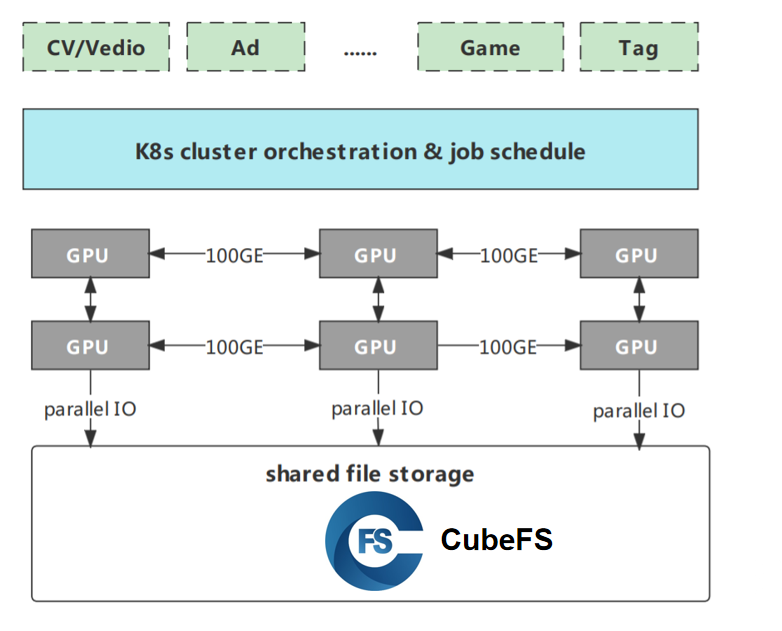 CV/Vedio Ad ...... Game Tag
K8s cluster orchestration & job schedule
GPU 100GE GPU 100GE GPU
GPU 100GE GPU 100GE GPU
parallel IO parallel IO parallel IO
shared file storage
FS CubeFS